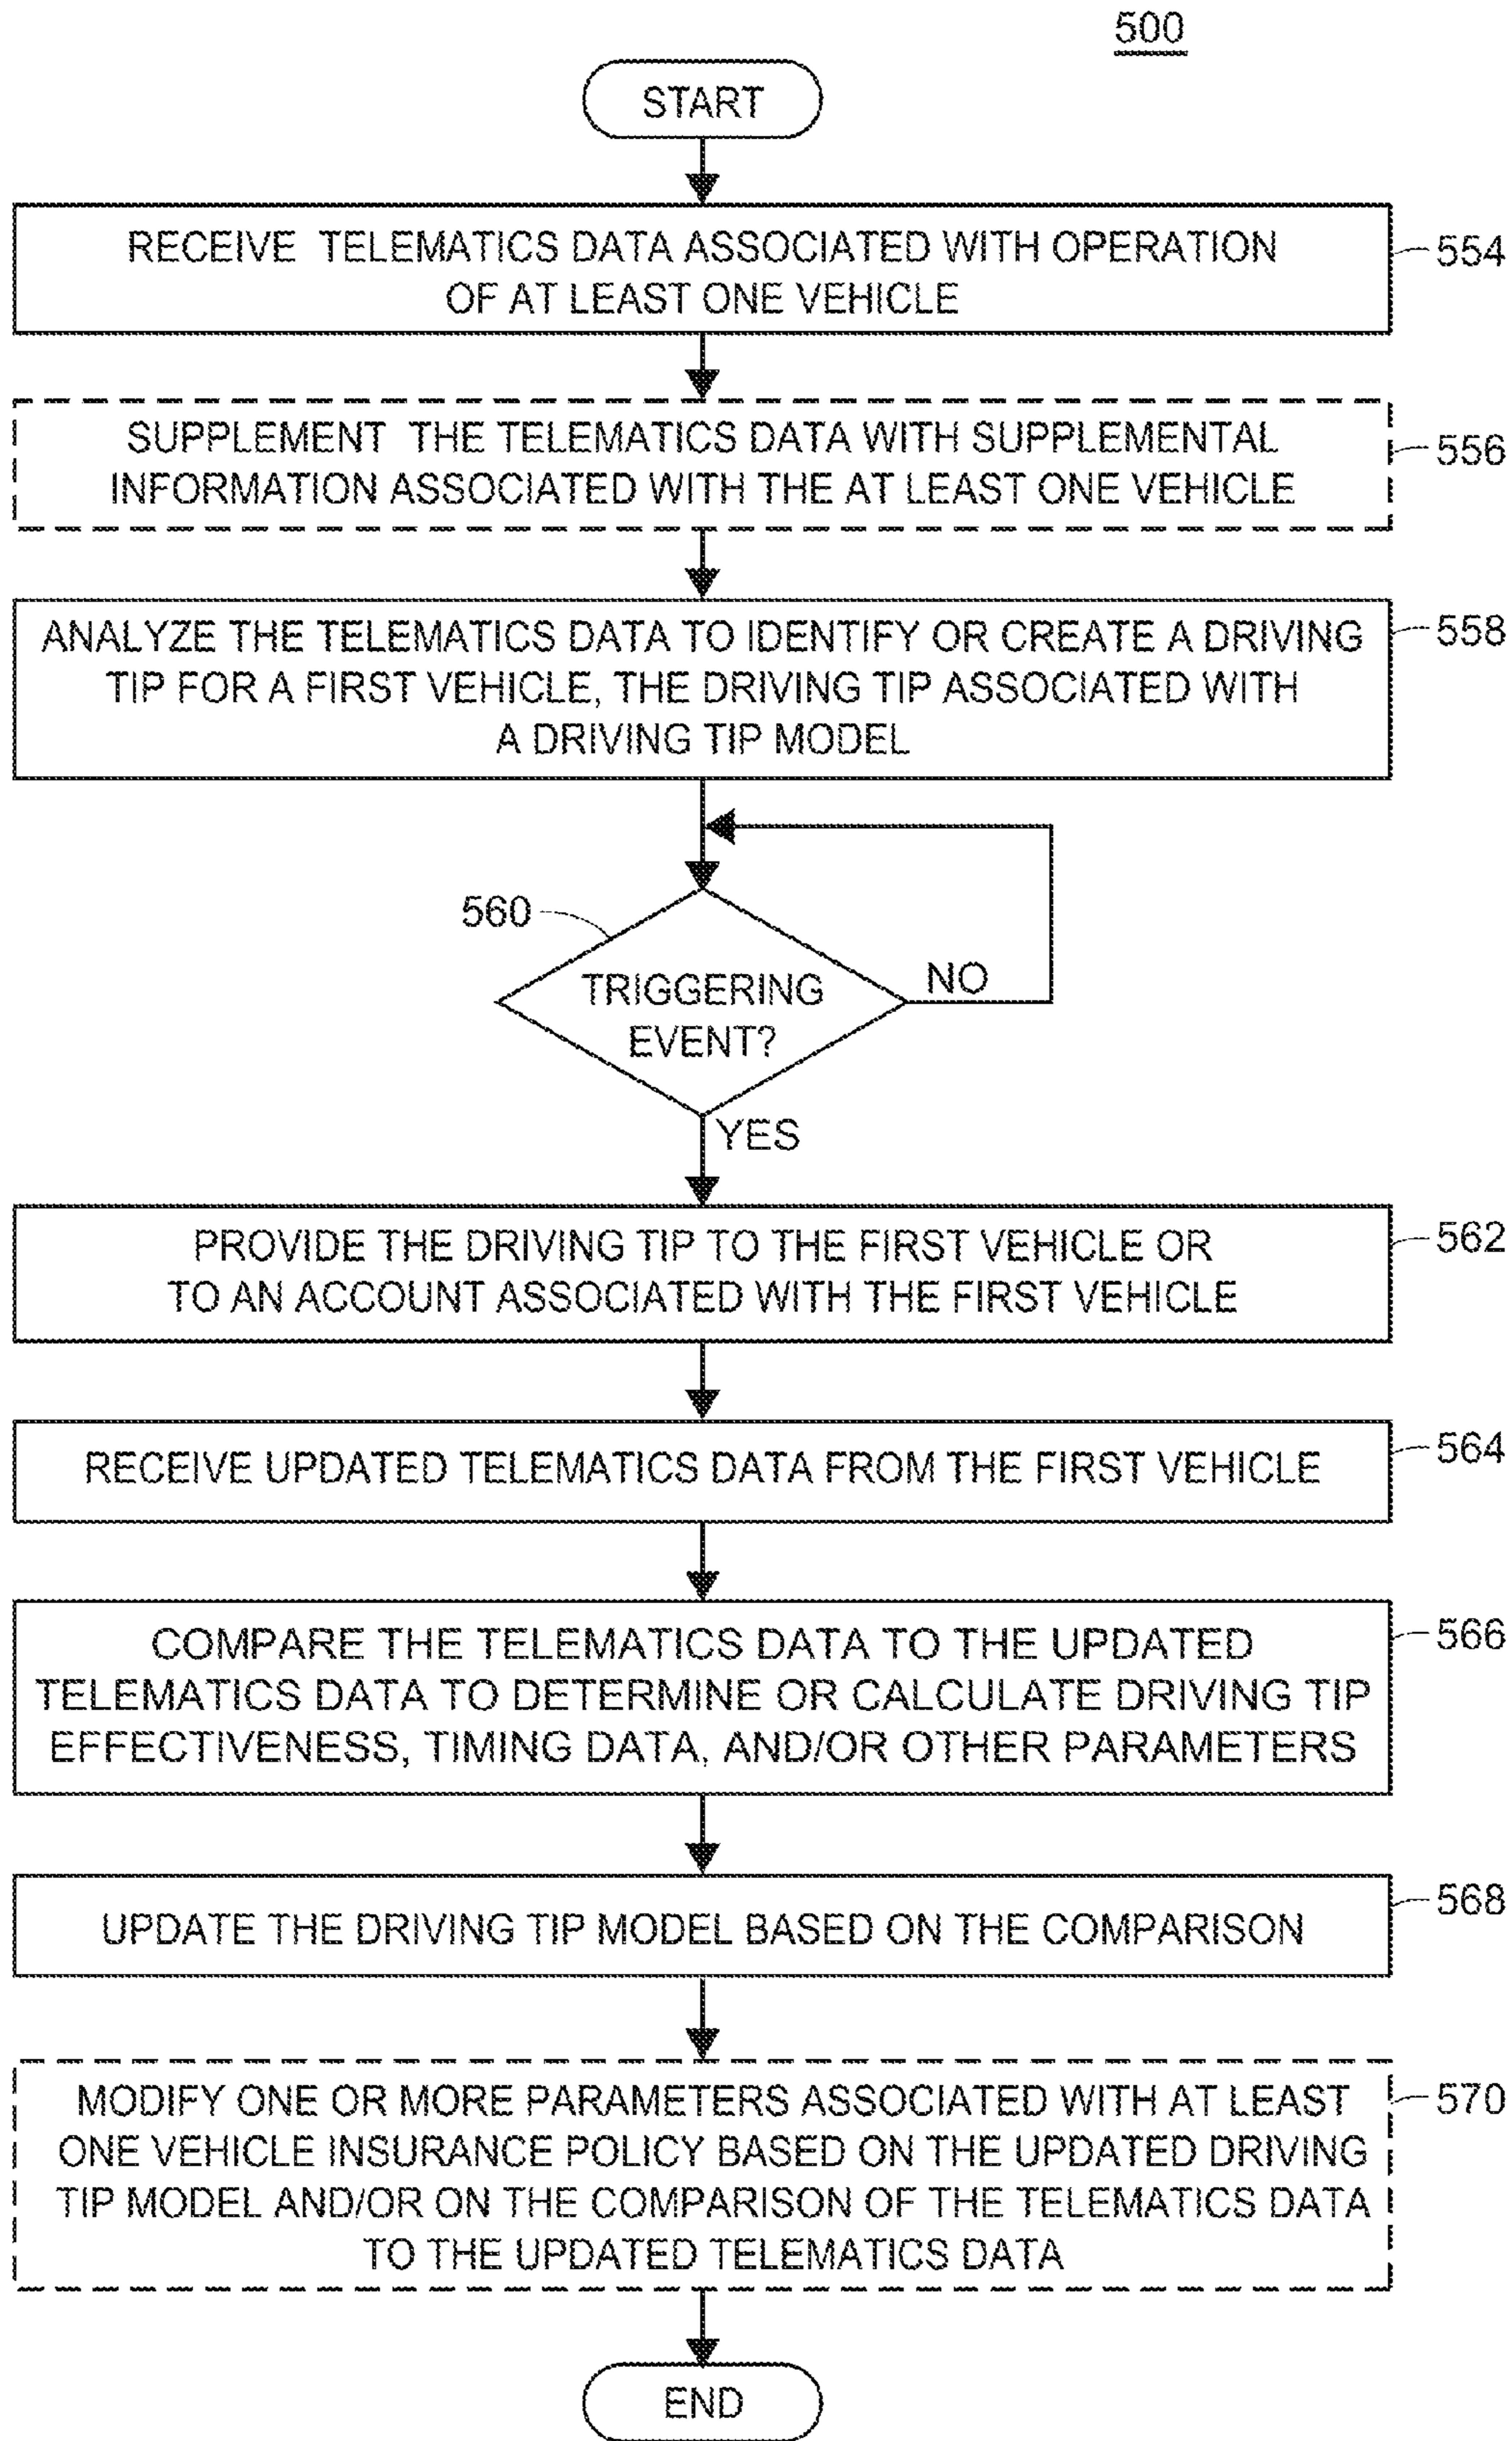 500
START
RECEIVE TELEMATICS DATA ASSOCIATED WITH OPERATION
OF AT LEAST ONE VEHICLE
554
SUPPLEMENT THE TELEMATICS DATA WITH SUPPLEMENTAL
INFORMATION ASSOCIATED WITH THE AT LEAST ONE VEHICLE
556
ANALYZE THE TELEMATICS DATA TO IDENTIFY OR CREATE A DRIVING
TIP FOR A FIRST VEHICLE, THE DRIVING TIP ASSOCIATED WITH
A DRIVING TIP MODEL
558
560
TRIGGERING
EVENT?
NO
YES
PROVIDE THE DRIVING TIP TO THE FIRST VEHICLE OR
TO AN ACCOUNT ASSOCIATED WITH THE FIRST VEHICLE
562
RECEIVE UPDATED TELEMATICS DATA FROM THE FIRST VEHICLE
564
COMPARE THE TELEMATICS DATA TO THE UPDATED
TELEMATICS DATA TO DETERMINE OR CALCULATE DRIVING TIP
EFFECTIVENESS, TIMING DATA, AND/OR OTHER PARAMETERS
566
UPDATE THE DRIVING TIP MODEL BASED ON THE COMPARISON
568
MODIFY ONE OR MORE PARAMETERS ASSOCIATED WITH AT LEAST
ONE VEHICLE INSURANCE POLICY BASED ON THE UPDATED DRIVING
TIP MODEL AND/OR ON THE COMPARISON OF THE TELEMATICS DATA
TO THE UPDATED TELEMATICS DATA
570
END